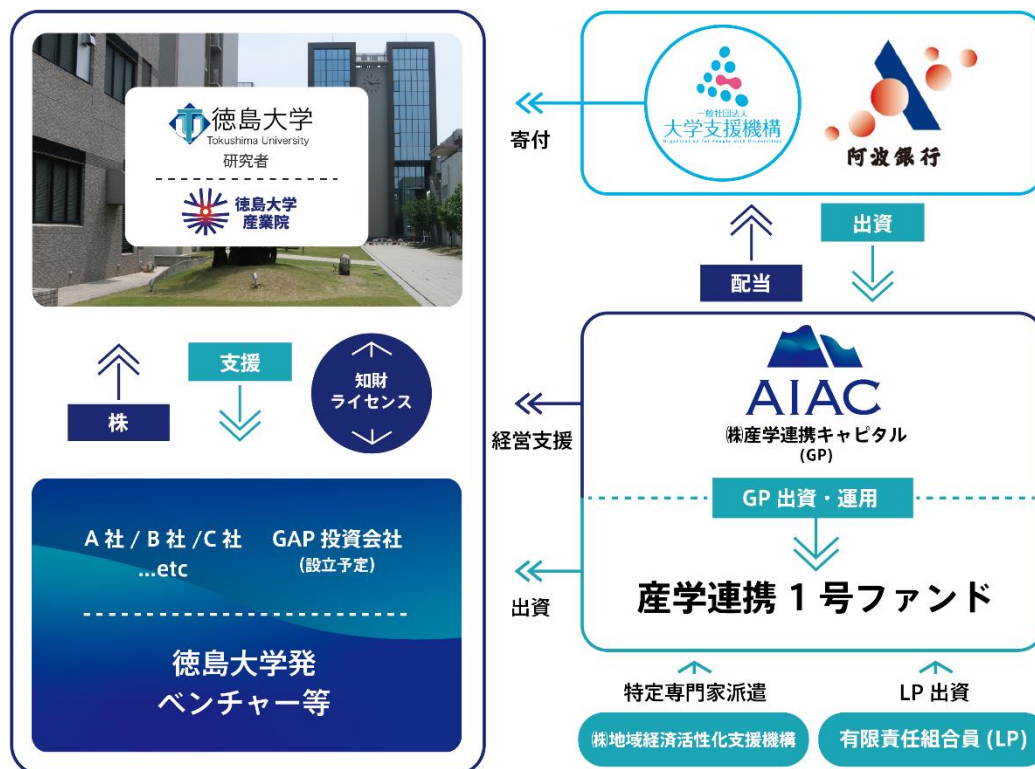 徳島大学
Tokushima University
研究者
徳島大学
産業院
株
支援
知財
ライセンス
A 社 / B 社 /C 社
...etc
GAP 投資会社
(設立予定)
徳島大学発
ベンチャー等
寄付
一般社団法人
大学支援機構
Organization for People with Universities
阿波銀行
配当
出資
経営支援
AIAC
㈱産学連携キャピタル
(GP)
GP 出資・運用
出資
産学連携 1 号ファンド
特定専門家派遣
㈱地域経済活性化支援機構
LP 出資
有限責任組合員 (LP)